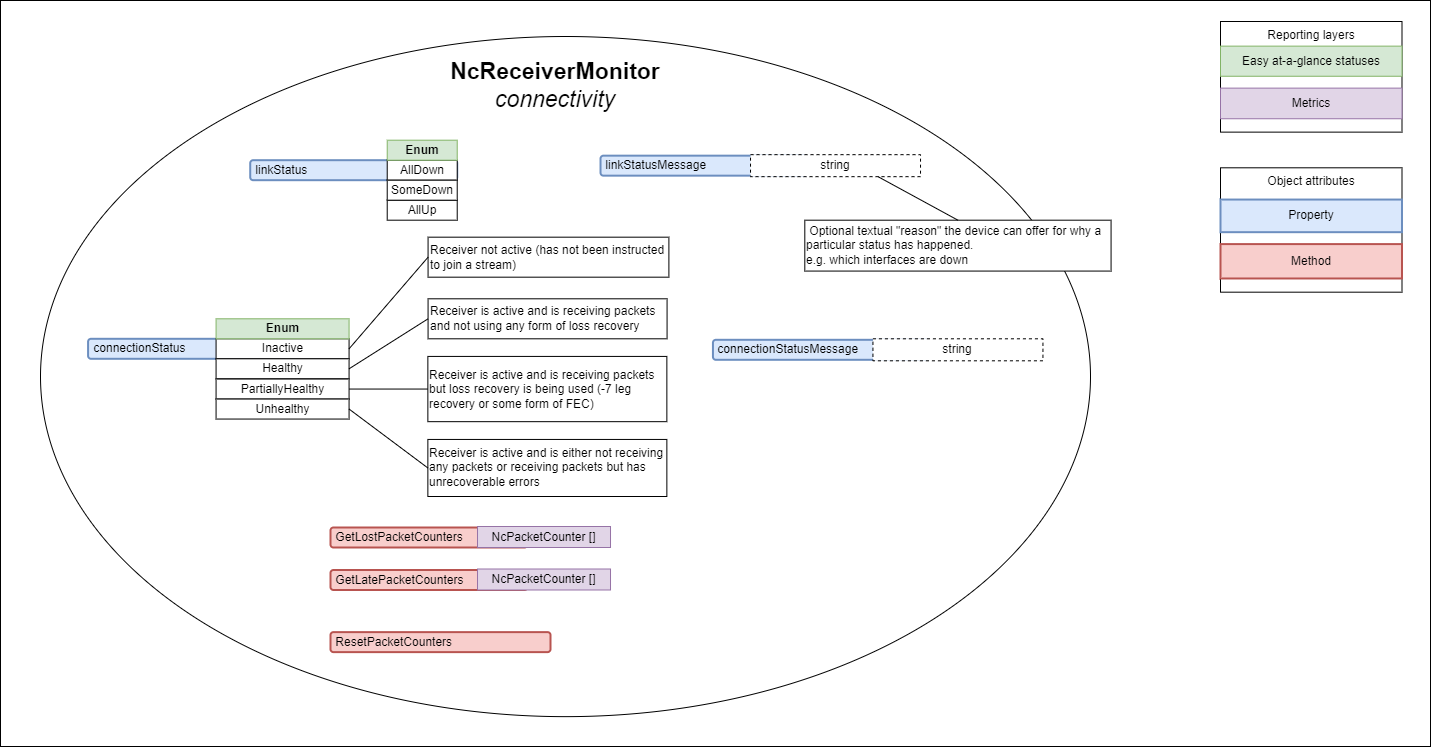 NcReceiverMonitor
connectivity
Reporting layers
Easy at-a-glance statuses
Metrics
Object attributes
Property
Method
linkStatus
Enum
AllDown
SomeDown
AllUp
linkStatusMessage
string
Optional textual "reason" the device can offer for why a
particular status has happened.
e.g. which interfaces are down
connectionStatus
Enum
Inactive
Healthy
PartiallyHealthy
Unhealthy
Receiver not active (has not been instructed
to join a stream)
Receiver is active and is receiving packets
and not using any form of loss recovery
Receiver is active and is receiving packets
but loss recovery is being used (-7 leg
recovery or some form of FEC)
Receiver is active and is either not receiving
any packets or receiving packets but has
unrecoverable errors
connectionStatusMessage
string
GetLostPacketCounters
NcPacketCounter []
GetLatePacketCounters
NcPacketCounter []
ResetPacketCounters